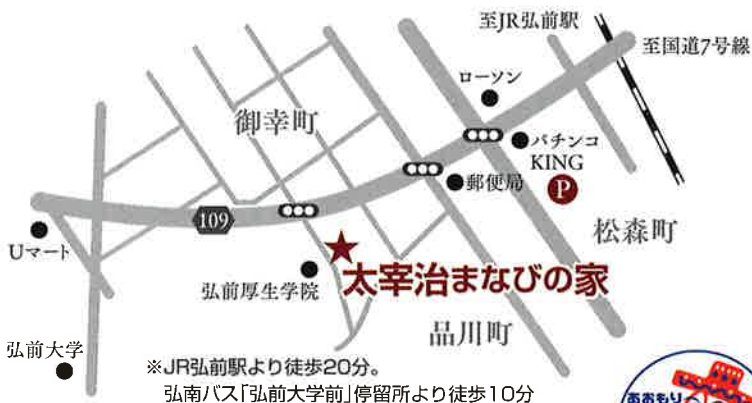 至JR弘前駅
至国道7号線
ローソン
御幸町
パチンコ
KING
P
郵便局
109
松森町
Uマート
太宰治まなびの家
弘前厚生学院
品川町
弘前大学
※JR弘前駅より徒歩20分。
弘南バス「弘前大学前」停留所より徒歩10分
あおもり